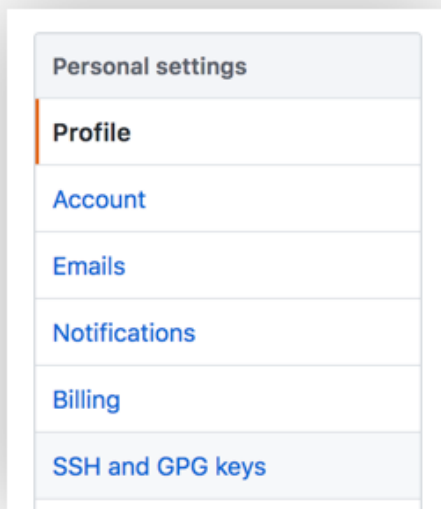 Personal settings
Profile
Account
Emails
Notifications
Billing
SSH and GPG keys